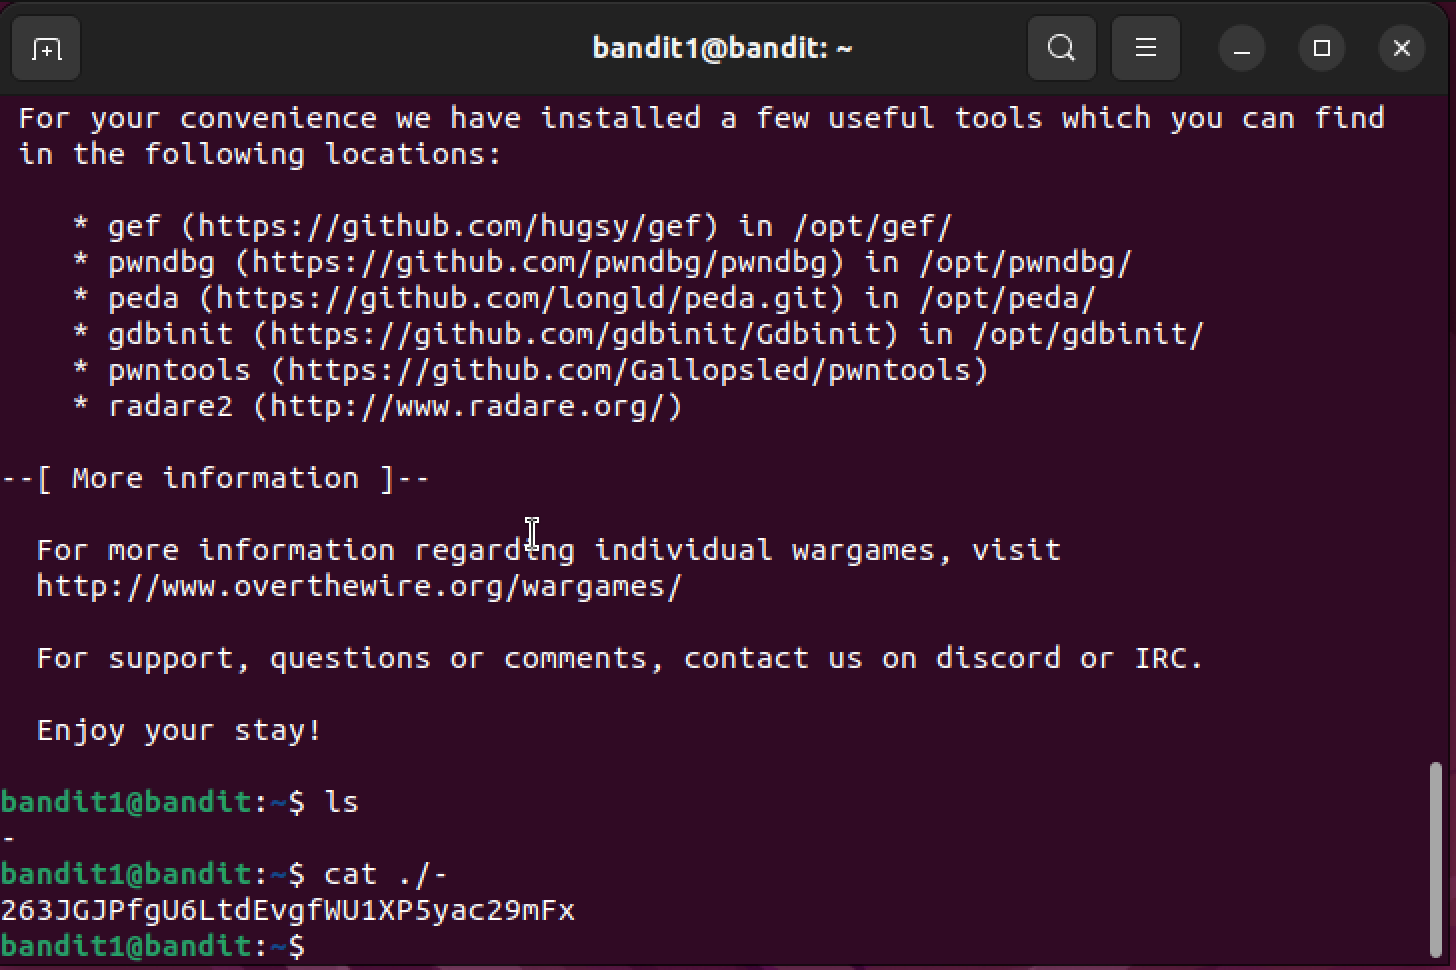 bandit1@bandit: ~
For your convenience we have installed a few useful tools which you can find
in the following locations:
* gef (https://github.com/hugsy/gef) in /opt/gef/
* pwndbg (https://github.com/pwndbg/pwndbg) in /opt/pwndbg/
* peda (https://github.com/longld/peda.git) in /opt/peda/
* gdbinit (https://github.com/gdbinit/Gdbinit) in /opt/gdbinit/
* pwntools (https://github.com/Gallopsled/pwntools)
* radare2 (http://www.radare.org/)
--[ More information ]--
For more information regarding individual wargames, visit
http://www.overthewire.org/wargames/
For support, questions or comments, contact us on discord or IRC.
Enjoy your stay!
bandit1@bandit:~$ ls
-
bandit1@bandit:~$ cat ./-
263JGJPfgU6LtdEvgfWU1XP5yac29mFx
bandit1@bandit:~$